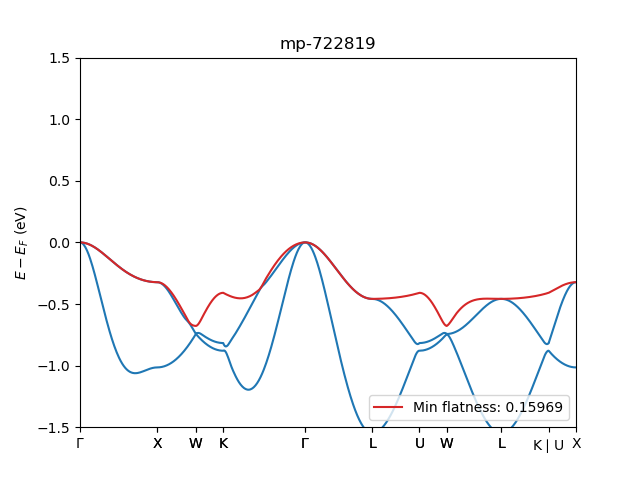 mp-722819
E − E_F (eV)
1.5
1.0
0.5
0.0
−0.5
−1.0
−1.5
Min flatness: 0.15969
Γ X W K Γ L U W L K | U X